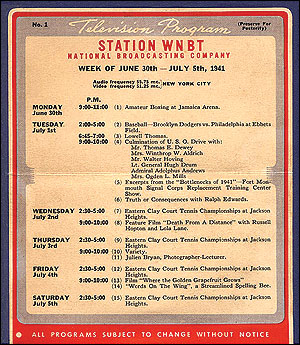 No. 1
Television Program
(Preserve For
Posterity)
STATION WNBT
NATIONAL BROADCASTING COMPANY
WEEK OF JUNE 30th — JULY 5th, 1941
Audio frequency 55.75 mc.
Video frequency 51.25 mc.
NEW YORK CITY
P.M.
MONDAY 9:00-11:00 (1) Amateur Boxing at Jamaica Arena.
June 30th
TUESDAY 2:30-5:00 (2) Baseball—Brooklyn Dodgers vs. Philadelphia at Ebbets
July 1st Field.
6:45-7:00 (3) Lowell Thomas.
9:00-10:00 (4) Culmination of U.S.O. Drive with:
Mr. Thomas E. Dewey
Mrs. Winthrop W. Aldrich
Mr. Walter Hoving
Lt. General Hugh Drum
Admiral Adolphus Andrews
Mrs. Ogden L. Mills
(5) Excerpts from the "Bottlenecks of 1941"—Fort Mon-
mouth Signal Corps Replacement Training Center
Show.
(6) Truth or Consequences with Ralph Edwards.
WEDNESDAY 2:30-5:00 (7) Eastern Clay Court Tennis Championships at Jackson
July 2nd Heights.
9:00-10:00 (8) Feature Film "Death From A Distance" with Russell
Hopton and Lola Lane.
THURSDAY 2:30-5:00 (9) Eastern Clay Court Tennis Championships at Jackson
July 3rd Heights.
9:00-10:00 (10) Variety.
(11) Julien Bryan, Photographer-Lecturer.
FRIDAY 2:30-5:00 (12) Eastern Clay Court Tennis Championships at Jackson
July 4th Heights.
9:00-10:00 (13) Film "Where the Golden Grapefruit Grows"
(14) "Words On The Wing", a Streamlined Spelling Bee.
SATURDAY 2:30-5:00 (15) Eastern Clay Court Tennis Championships at Jackson
July 5th Heights.
ALL PROGRAMS SUBJECT TO CHANGE WITHOUT NOTICE